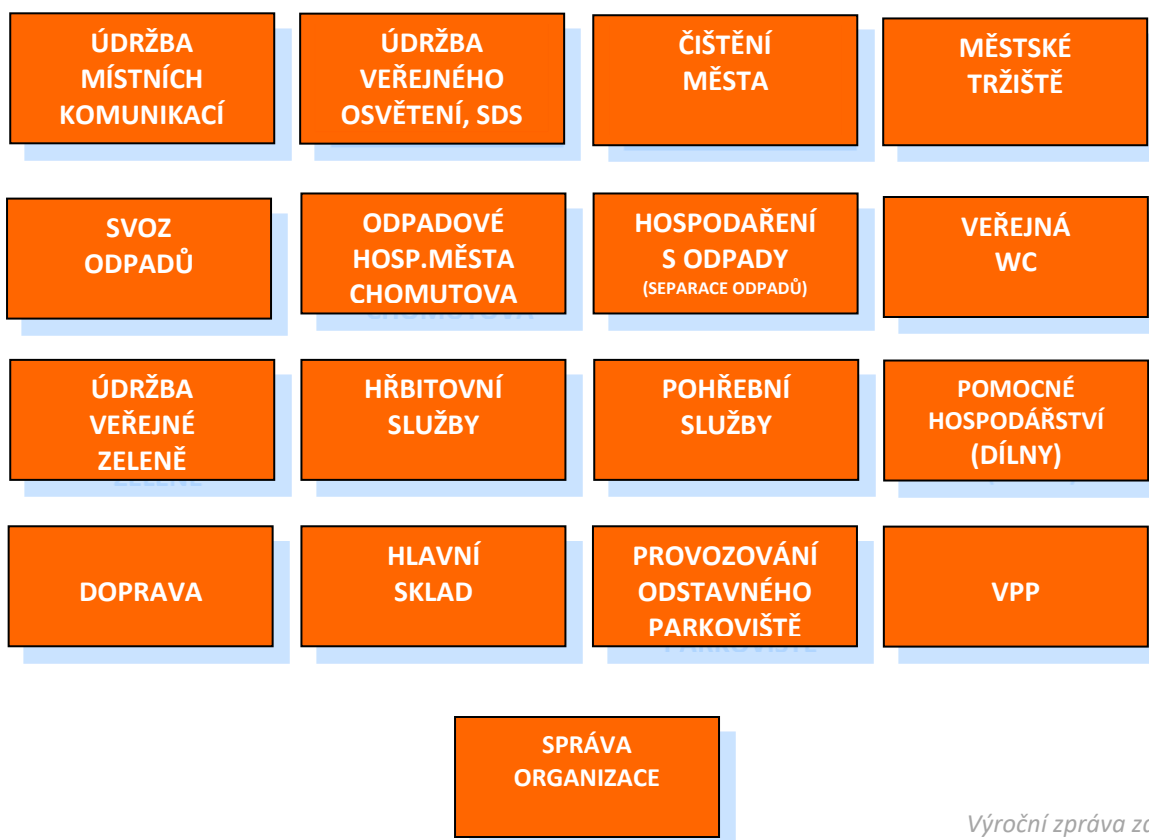 ÚDRŽBA
MÍSTNÍCH
KOMUNIKACÍ
ÚDRŽBA
VEŘEJNÉHO
OSVĚTENÍ, SDS
ČIŠTĚNÍ
MĚSTA
MĚSTSKÉ
TRŽIŠTĚ
SVOZ
ODPADŮ
ODPADOVÉ
HOSP.MĚSTA
CHOMUTOVA
HOSPODAŘENÍ
S ODPADY
(SEPARACE ODPADŮ)
VEŘEJNÁ
WC
ÚDRŽBA
VEŘEJNÉ
ZELENĚ
HŘBITOVNÍ
SLUŽBY
POHŘEBNÍ
SLUŽBY
POMOCNÉ
HOSPODÁŘSTVÍ
(DÍLNY)
DOPRAVA
HLAVNÍ
SKLAD
PROVOZOVÁNÍ
ODSTAVNÉHO
PARKOVIŠTĚ
VPP
SPRÁVA
ORGANIZACE
Výroční zpráva za